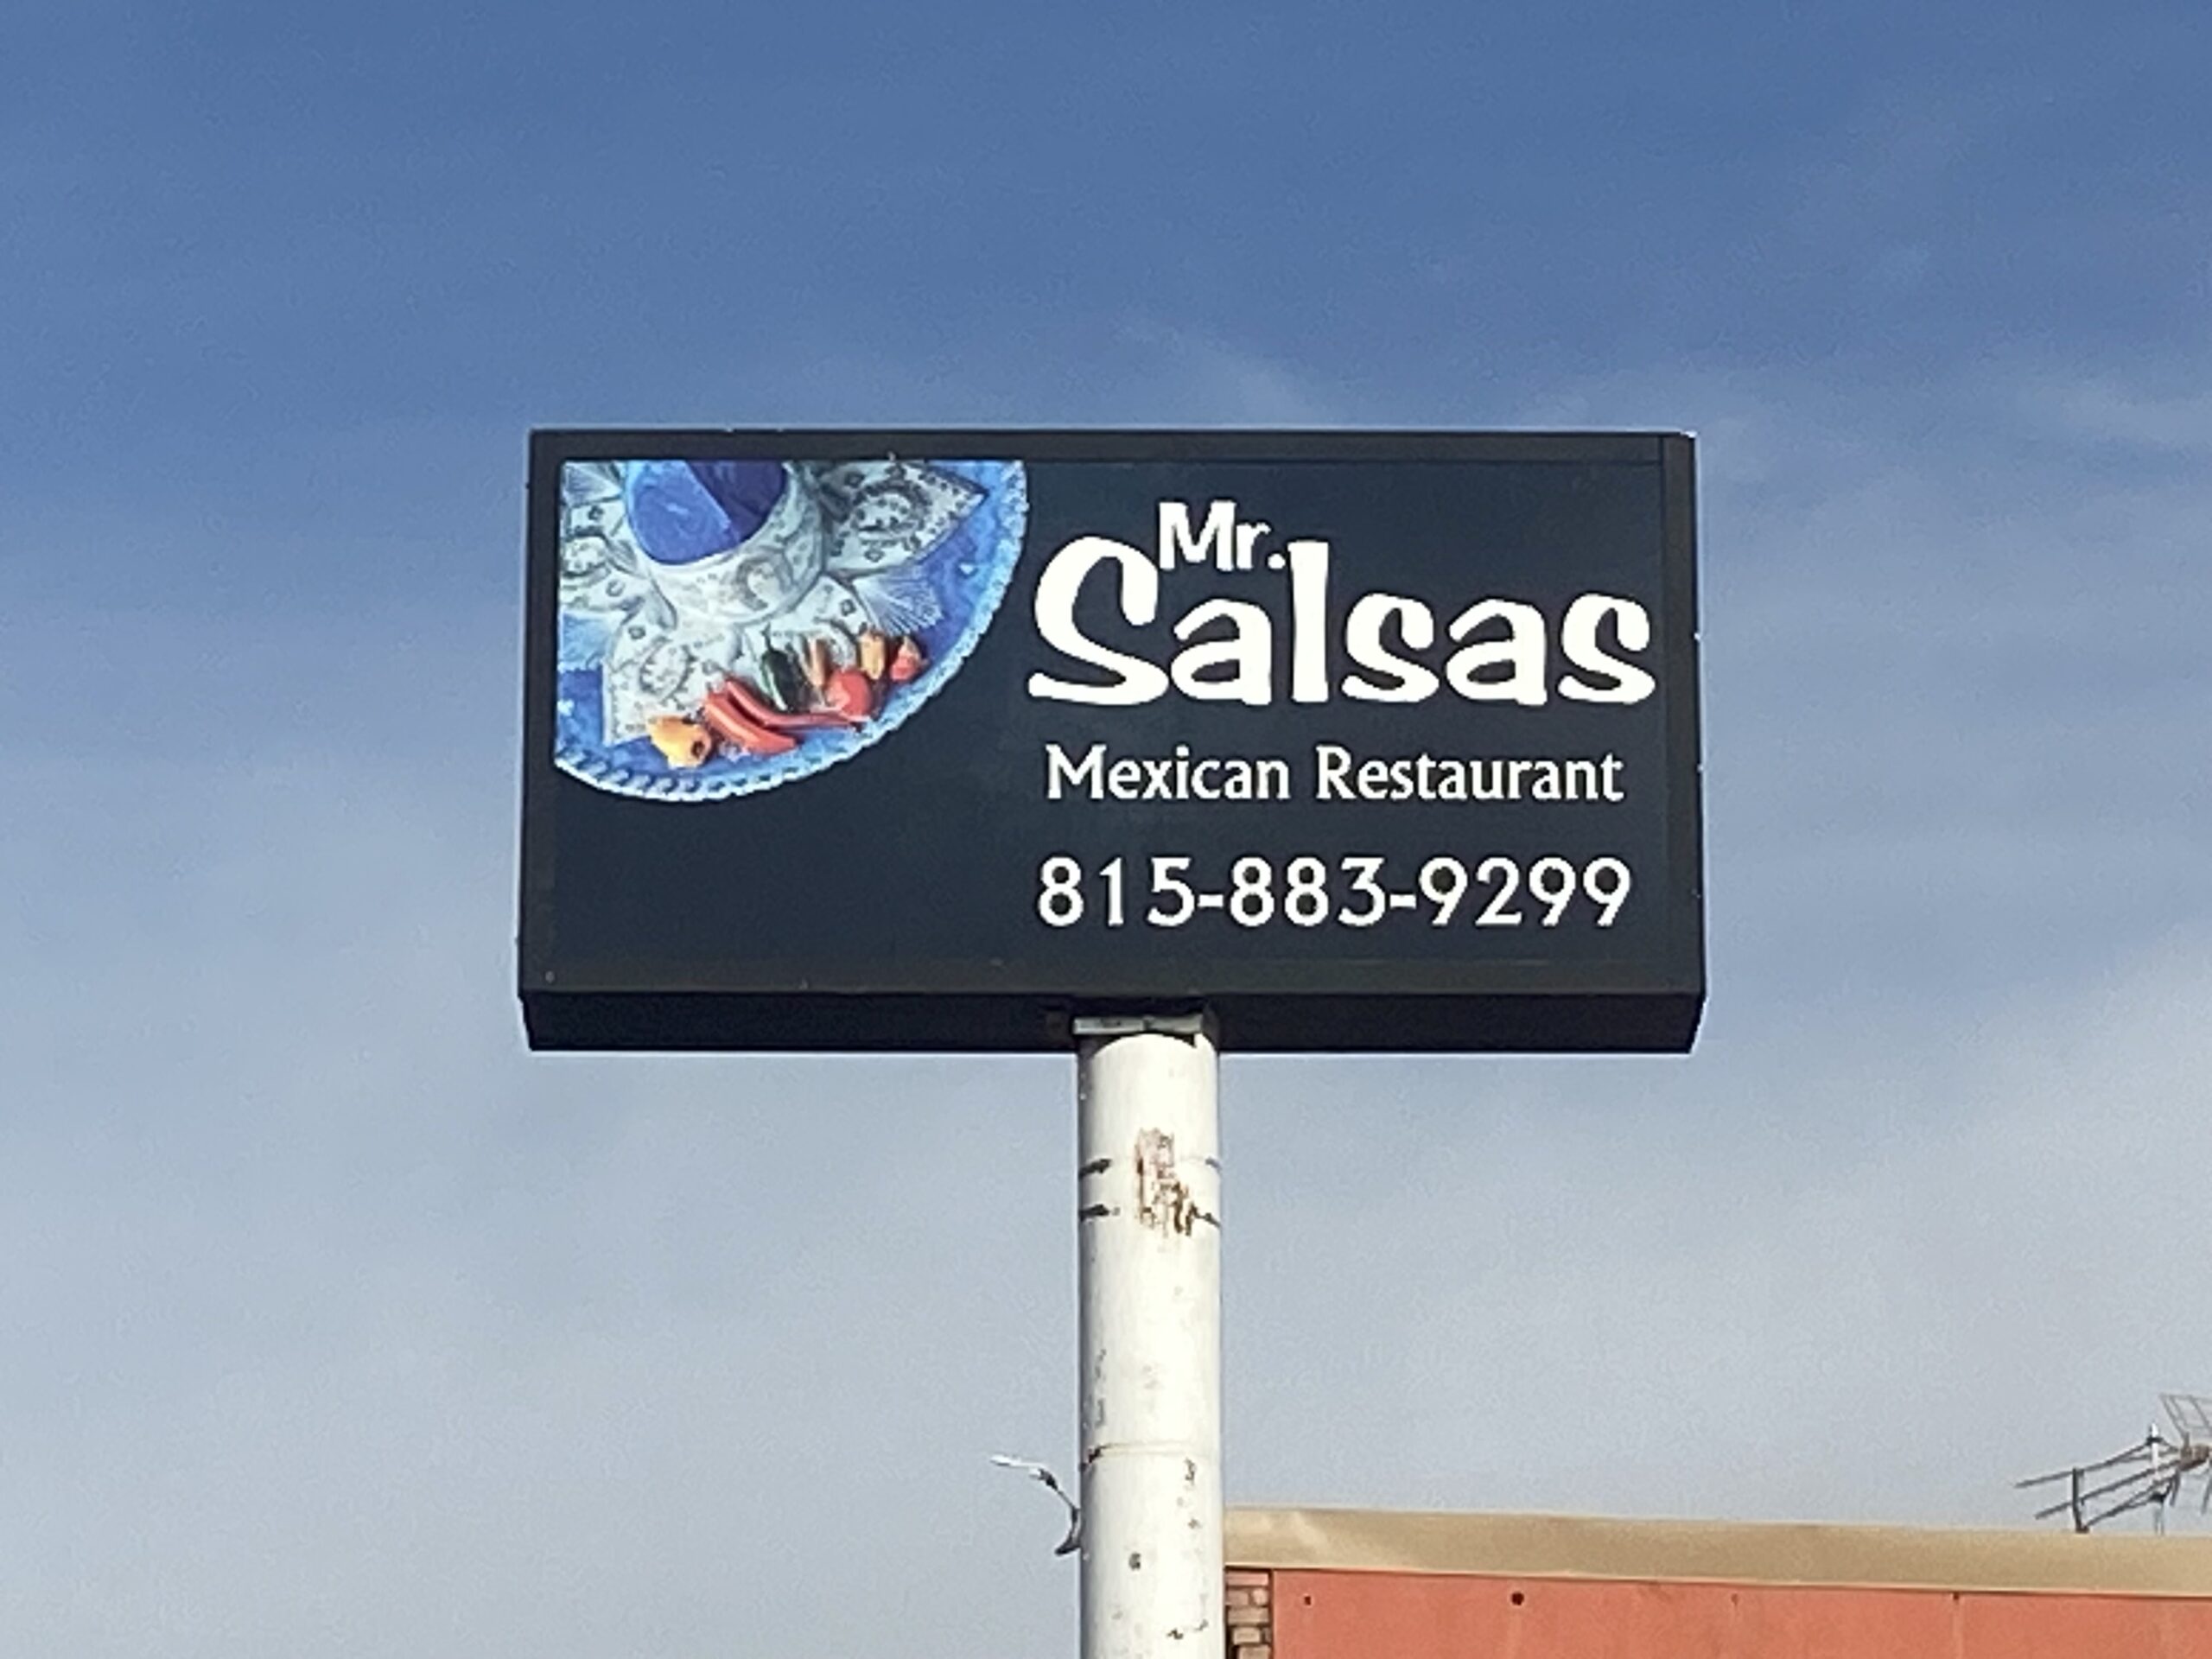 Mr.
Salsas
Mexican Restaurant
815-883-9299